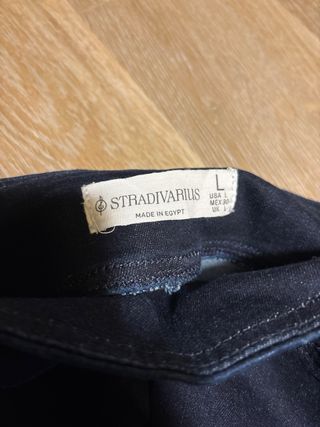 STRADIVARIUS
MADE IN EGYPT
L
USA L
MEX
UK